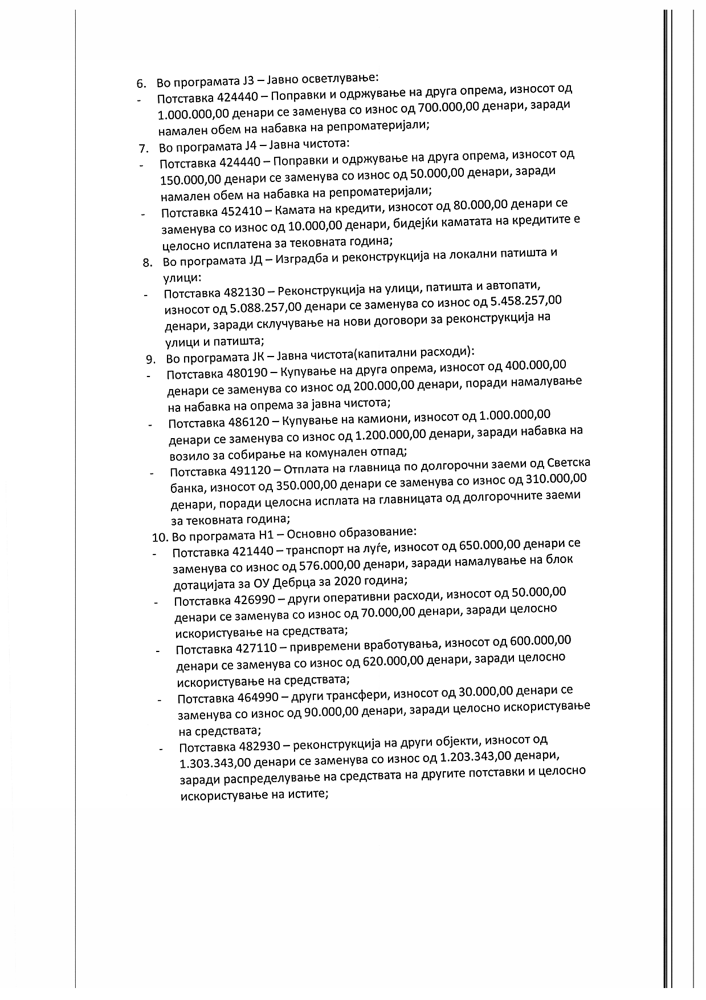 6. Во програмата Ј3 – Јавно осветлување:
- Потставка 424440 – Поправки и одржување на друга опрема, износот од
1.000.000,00 денари се заменува со износ од 700.000,00 денари, заради
намален обем на набавка на репроматеријали;
7. Во програмата Ј4 – Јавна чистота:
- Потставка 424440 – Поправки и одржување на друга опрема, износот од
150.000,00 денари се заменува со износ од 50.000,00 денари, заради
намален обем на набавка на репроматеријали;
- Потставка 452410 – Камата на кредити, износот од 80.000,00 денари се
заменува со износ од 10.000,00 денари, бидејќи каматата на кредитите е
целосно исплатена за тековната година;
8. Во програмата ЈД – Изградба и реконструкција на локални патишта и
улици:
- Потставка 482130 – Реконструкција на улици, патишта и автопати,
износот од 5.088.257,00 денари се заменува со износ од 5.458.257,00
денари, заради склучување на нови договори за реконструкција на
улици и патишта;
9. Во програмата ЈК – Јавна чистота(капитални расходи):
- Потставка 480190 – Купување на друга опрема, износот од 400.000,00
денари се заменува со износ од 200.000,00 денари, поради намалување
на набавка на опрема за јавна чистота;
- Потставка 486120 – Купување на камиони, износот од 1.000.000,00
денари се заменува со износ од 1.200.000,00 денари, заради набавка на
возило за собирање на комунален отпад;
- Потставка 491120 – Отплата на главница по долгорочни заеми од Светска
банка, износот од 350.000,00 денари се заменува со износ од 310.000,00
денари, поради целосна исплата на главницата од долгорочните заеми
за тековната година;
10. Во програмата Н1 – Основно образование:
- Потставка 421440 – транспорт на луѓе, износот од 650.000,00 денари се
заменува со износ од 576.000,00 денари, заради намалување на блок
дотацијата за ОУ Дебрца за 2020 година;
- Потставка 426990 – други оперативни расходи, износот од 50.000,00
денари се заменува со износ од 70.000,00 денари, заради целосно
искористување на средствата;
- Потставка 427110 – привремени вработувања, износот од 600.000,00
денари се заменува со износ од 620.000,00 денари, заради целосно
искористување на средствата;
- Потставка 464990 – други трансфери, износот од 30.000,00 денари се
заменува со износ од 90.000,00 денари, заради целосно искористување
на средствата;
- Потставка 482930 – реконструкција на други објекти, износот од
1.303.343,00 денари се заменува со износ од 1.203.343,00 денари,
заради распределување на средствата на другите потставки и целосно
искористување на истите;